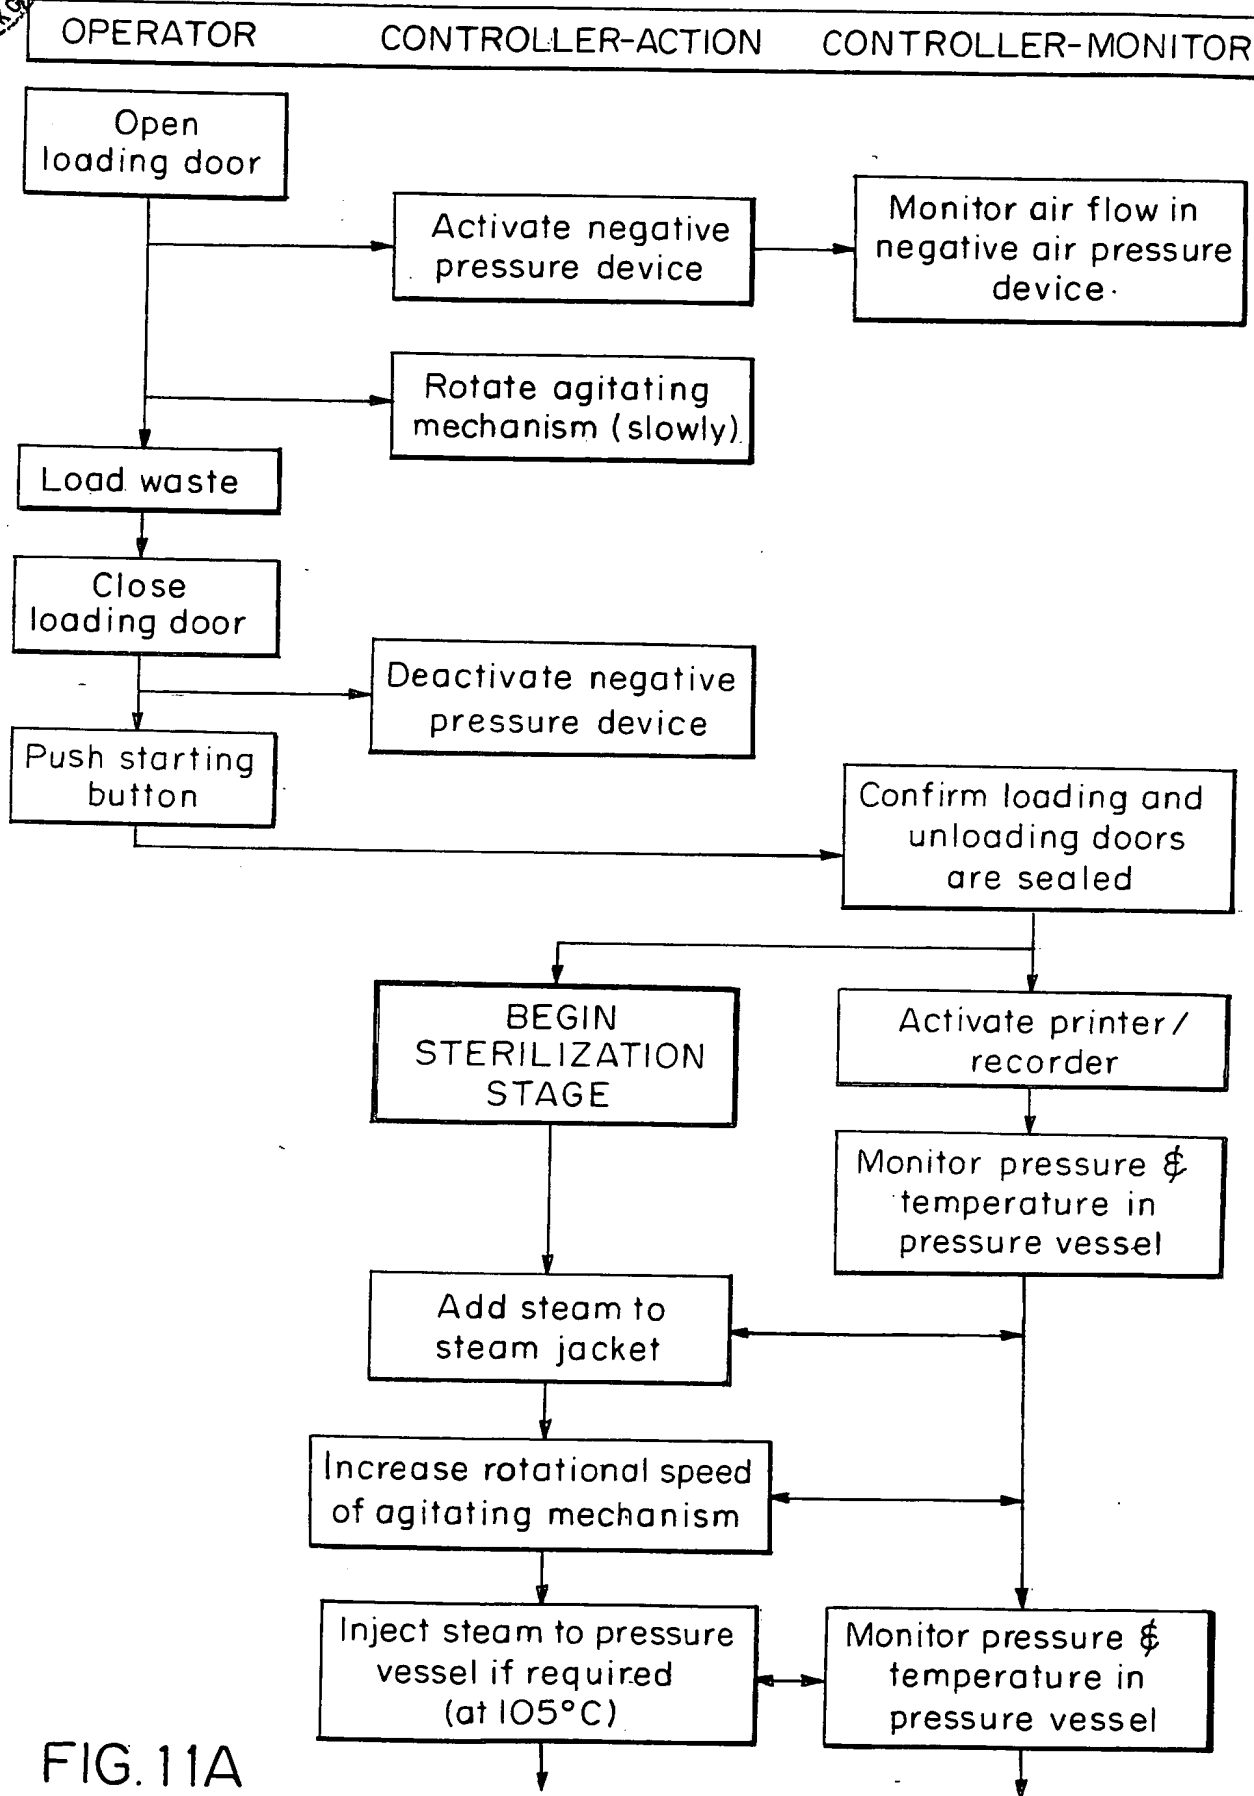 OPERATOR CONTROLLER-ACTION CONTROLLER-MONITOR
Open
loading door
Activate negative
pressure device
Monitor air flow in
negative air pressure
device
Rotate agitating
mechanism (slowly)
Load waste
Close
loading door
Deactivate negative
pressure device
Push starting
button
Confirm loading and
unloading doors
are sealed
BEGIN
STERILIZATION
STAGE
Activate printer/
recorder
Monitor pressure &
temperature in
pressure vessel
Add steam to
steam jacket
Increase rotational speed
of agitating mechanism
Inject steam to pressure
vessel if required
(at 105°C)
Monitor pressure &
temperature in
pressure vessel
FIG. 11A